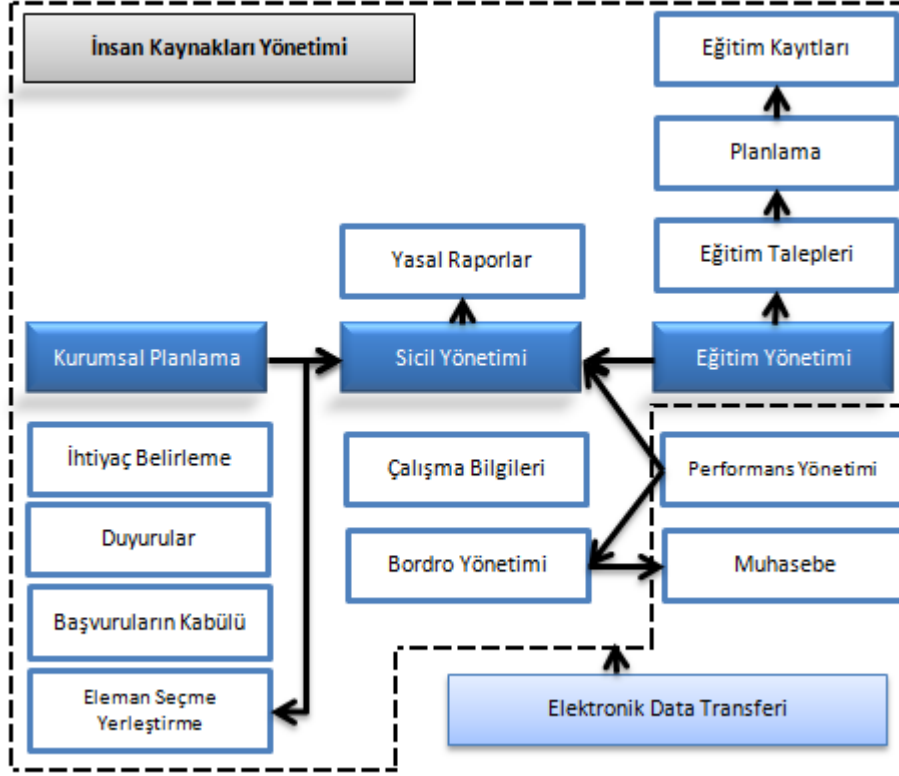 İnsan Kaynakları Yönetimi
Eğitim Kayıtları
Planlama
Eğitim Talepleri
Yasal Raporlar
Kurumsal Planlama
Sicil Yönetimi
Eğitim Yönetimi
İhtiyaç Belirleme
Çalışma Bilgileri
Performans Yönetimi
Duyurular
Bordro Yönetimi
Muhasebe
Başvuruların Kabülü
Eleman Seçme
Yerleştirme
Elektronik Data Transferi